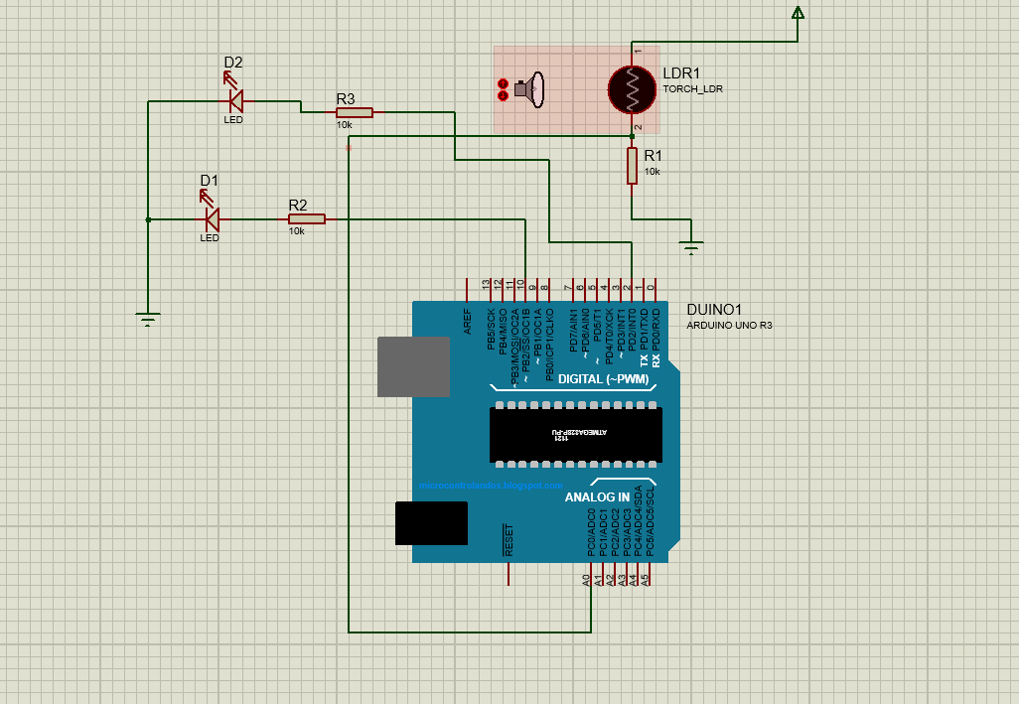 D2
LED
R3
10k
LDR1
TORCH_LDR
1
2
R1
10k
D1
LED
R2
10k
DUINO1
ARDUINO UNO R3
13
12
11
10
9
8
7
6
5
4
3
2
1
0
AREF
PB5/SCK
PB4/MISO
PB3/MOSI/OC2A
~
PB2/SS/OC1B
~
PB1/OC1A
~
PB0/ICP1/CLKO
PD7/AIN1
PD6/AIN0
~
PD5/T1
~
PD4/T0/XCK
PD3/INT1
~
PD2/INT0
PD1/TXD
TX
PD0/RXD
RX
DIGITAL (~PWM)
ATMEGA328P-PU
1121
microcontrolandos.blogspot.com
ANALOG IN
RESET
PC0/ADC0
PC1/ADC1
PC2/ADC2
PC3/ADC3
PC4/ADC4/SDA
PC5/ADC5/SCL
A0
A1
A2
A3
A4
A5